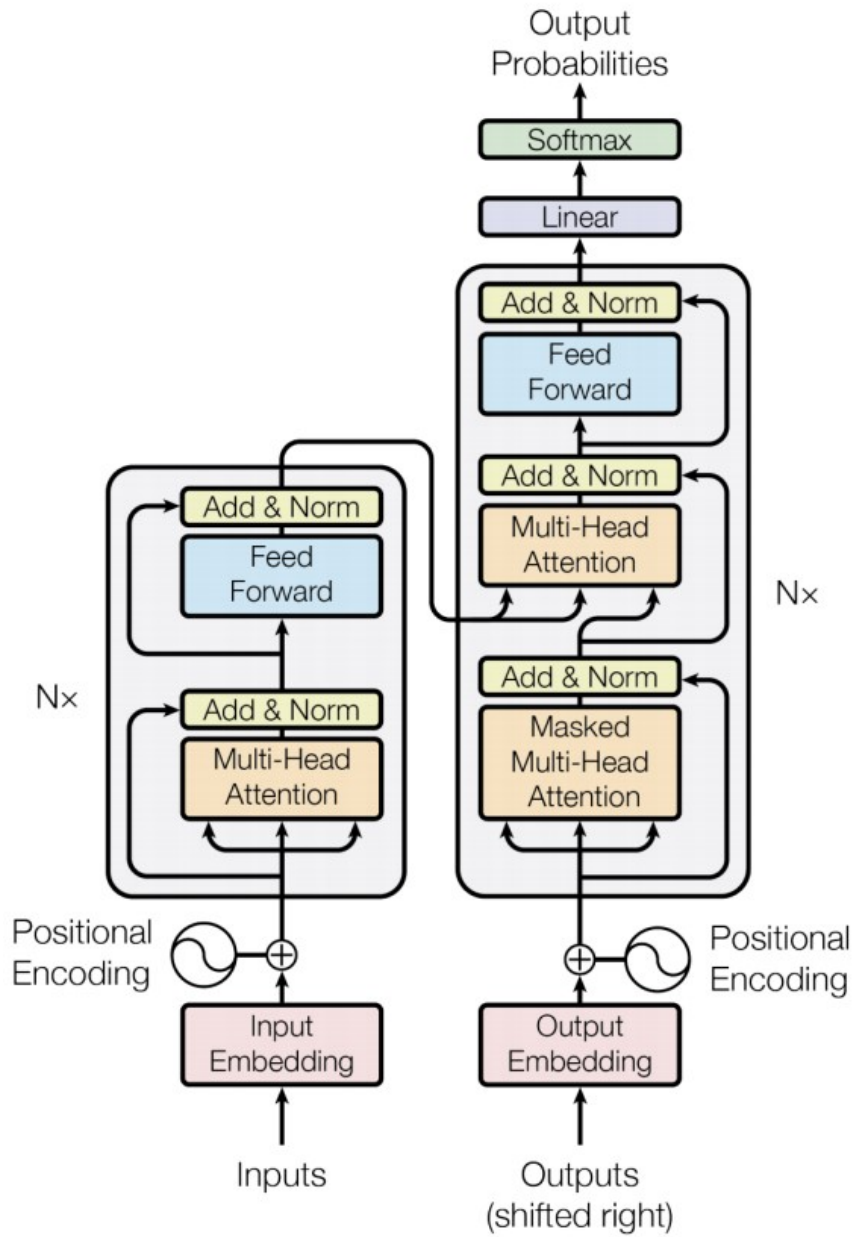 Output
Probabilities
Softmax
Linear
Add & Norm
Feed
Forward
Add & Norm
Multi-Head
Attention
Add & Norm
Masked
Multi-Head
Attention
N×
Positional
Encoding
Output
Embedding
Outputs
(shifted right)
Add & Norm
Feed
Forward
Add & Norm
Multi-Head
Attention
N×
Positional
Encoding
Input
Embedding
Inputs